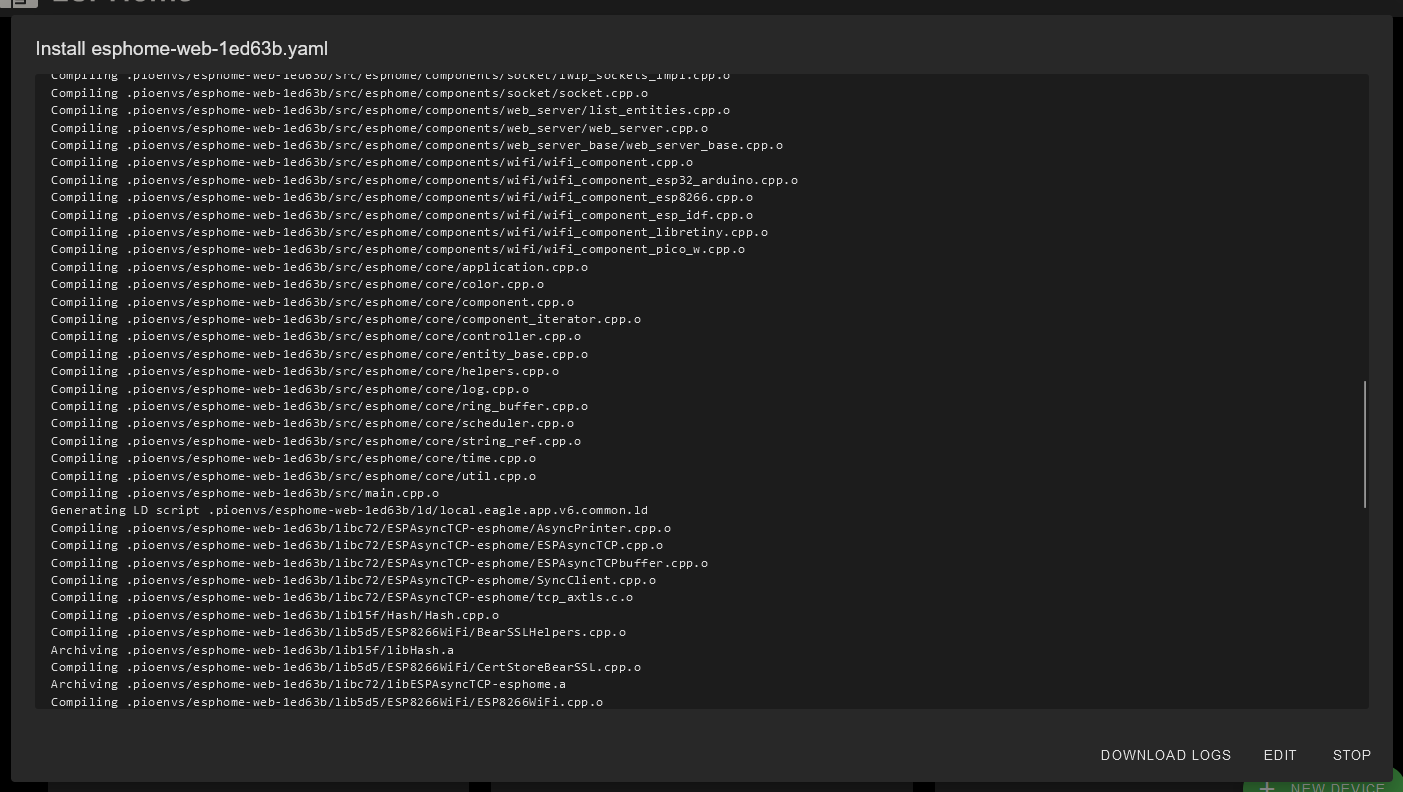 Install esphome-web-1ed63b.yaml
Compiling .pioenvs/esphome-web-1ed63b/src/esphome/components/socket/lwip_sockets_impl.cpp.o
Compiling .pioenvs/esphome-web-1ed63b/src/esphome/components/socket/socket.cpp.o
Compiling .pioenvs/esphome-web-1ed63b/src/esphome/components/web_server/list_entities.cpp.o
Compiling .pioenvs/esphome-web-1ed63b/src/esphome/components/web_server/web_server.cpp.o
Compiling .pioenvs/esphome-web-1ed63b/src/esphome/components/web_server_base/web_server_base.cpp.o
Compiling .pioenvs/esphome-web-1ed63b/src/esphome/components/wifi/wifi_component.cpp.o
Compiling .pioenvs/esphome-web-1ed63b/src/esphome/components/wifi/wifi_component_esp32_arduino.cpp.o
Compiling .pioenvs/esphome-web-1ed63b/src/esphome/components/wifi/wifi_component_esp8266.cpp.o
Compiling .pioenvs/esphome-web-1ed63b/src/esphome/components/wifi/wifi_component_esp_idf.cpp.o
Compiling .pioenvs/esphome-web-1ed63b/src/esphome/components/wifi/wifi_component_libretiny.cpp.o
Compiling .pioenvs/esphome-web-1ed63b/src/esphome/components/wifi/wifi_component_pico_w.cpp.o
Compiling .pioenvs/esphome-web-1ed63b/src/esphome/core/application.cpp.o
Compiling .pioenvs/esphome-web-1ed63b/src/esphome/core/color.cpp.o
Compiling .pioenvs/esphome-web-1ed63b/src/esphome/core/component.cpp.o
Compiling .pioenvs/esphome-web-1ed63b/src/esphome/core/component_iterator.cpp.o
Compiling .pioenvs/esphome-web-1ed63b/src/esphome/core/controller.cpp.o
Compiling .pioenvs/esphome-web-1ed63b/src/esphome/core/entity_base.cpp.o
Compiling .pioenvs/esphome-web-1ed63b/src/esphome/core/helpers.cpp.o
Compiling .pioenvs/esphome-web-1ed63b/src/esphome/core/log.cpp.o
Compiling .pioenvs/esphome-web-1ed63b/src/esphome/core/ring_buffer.cpp.o
Compiling .pioenvs/esphome-web-1ed63b/src/esphome/core/scheduler.cpp.o
Compiling .pioenvs/esphome-web-1ed63b/src/esphome/core/string_ref.cpp.o
Compiling .pioenvs/esphome-web-1ed63b/src/esphome/core/time.cpp.o
Compiling .pioenvs/esphome-web-1ed63b/src/esphome/core/util.cpp.o
Compiling .pioenvs/esphome-web-1ed63b/src/main.cpp.o
Generating LD script .pioenvs/esphome-web-1ed63b/ld/local.eagle.app.v6.common.ld
Compiling .pioenvs/esphome-web-1ed63b/libc72/ESPAsyncTCP-esphome/AsyncPrinter.cpp.o
Compiling .pioenvs/esphome-web-1ed63b/libc72/ESPAsyncTCP-esphome/ESPAsyncTCP.cpp.o
Compiling .pioenvs/esphome-web-1ed63b/libc72/ESPAsyncTCP-esphome/ESPAsyncTCPbuffer.cpp.o
Compiling .pioenvs/esphome-web-1ed63b/libc72/ESPAsyncTCP-esphome/SyncClient.cpp.o
Compiling .pioenvs/esphome-web-1ed63b/libc72/ESPAsyncTCP-esphome/tcp_axtls.c.o
Compiling .pioenvs/esphome-web-1ed63b/lib15f/Hash/Hash.cpp.o
Compiling .pioenvs/esphome-web-1ed63b/lib5d5/ESP8266WiFi/BearSSLHelpers.cpp.o
Archiving .pioenvs/esphome-web-1ed63b/lib15f/libHash.a
Compiling .pioenvs/esphome-web-1ed63b/lib5d5/ESP8266WiFi/CertStoreBearSSL.cpp.o
Archiving .pioenvs/esphome-web-1ed63b/libc72/libESPAsyncTCP-esphome.a
Compiling .pioenvs/esphome-web-1ed63b/lib5d5/ESP8266WiFi/ESP8266WiFi.cpp.o
DOWNLOAD LOGS
EDIT
STOP
NEW DEVICE